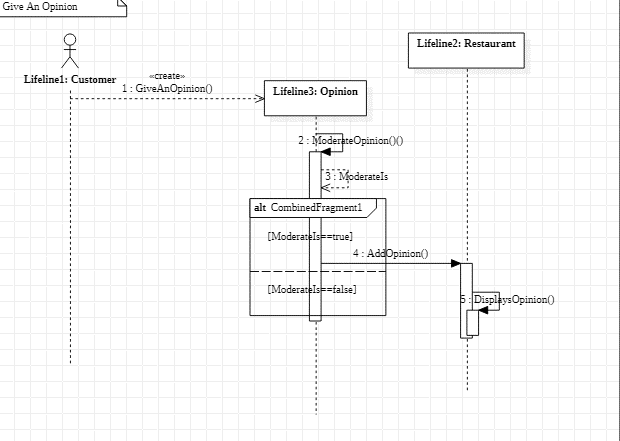 Give An Opinion
Lifeline2: Restaurant
Lifeline1: Customer
«create»
1 : GiveAnOpinion()
Lifeline3: Opinion
2 : ModerateOpinion()()
3 : ModerateIs
alt CombinedFragment1
[ModerateIs==true]
4 : AddOpinion()
[ModerateIs==false]
5 : DisplaysOpinion()